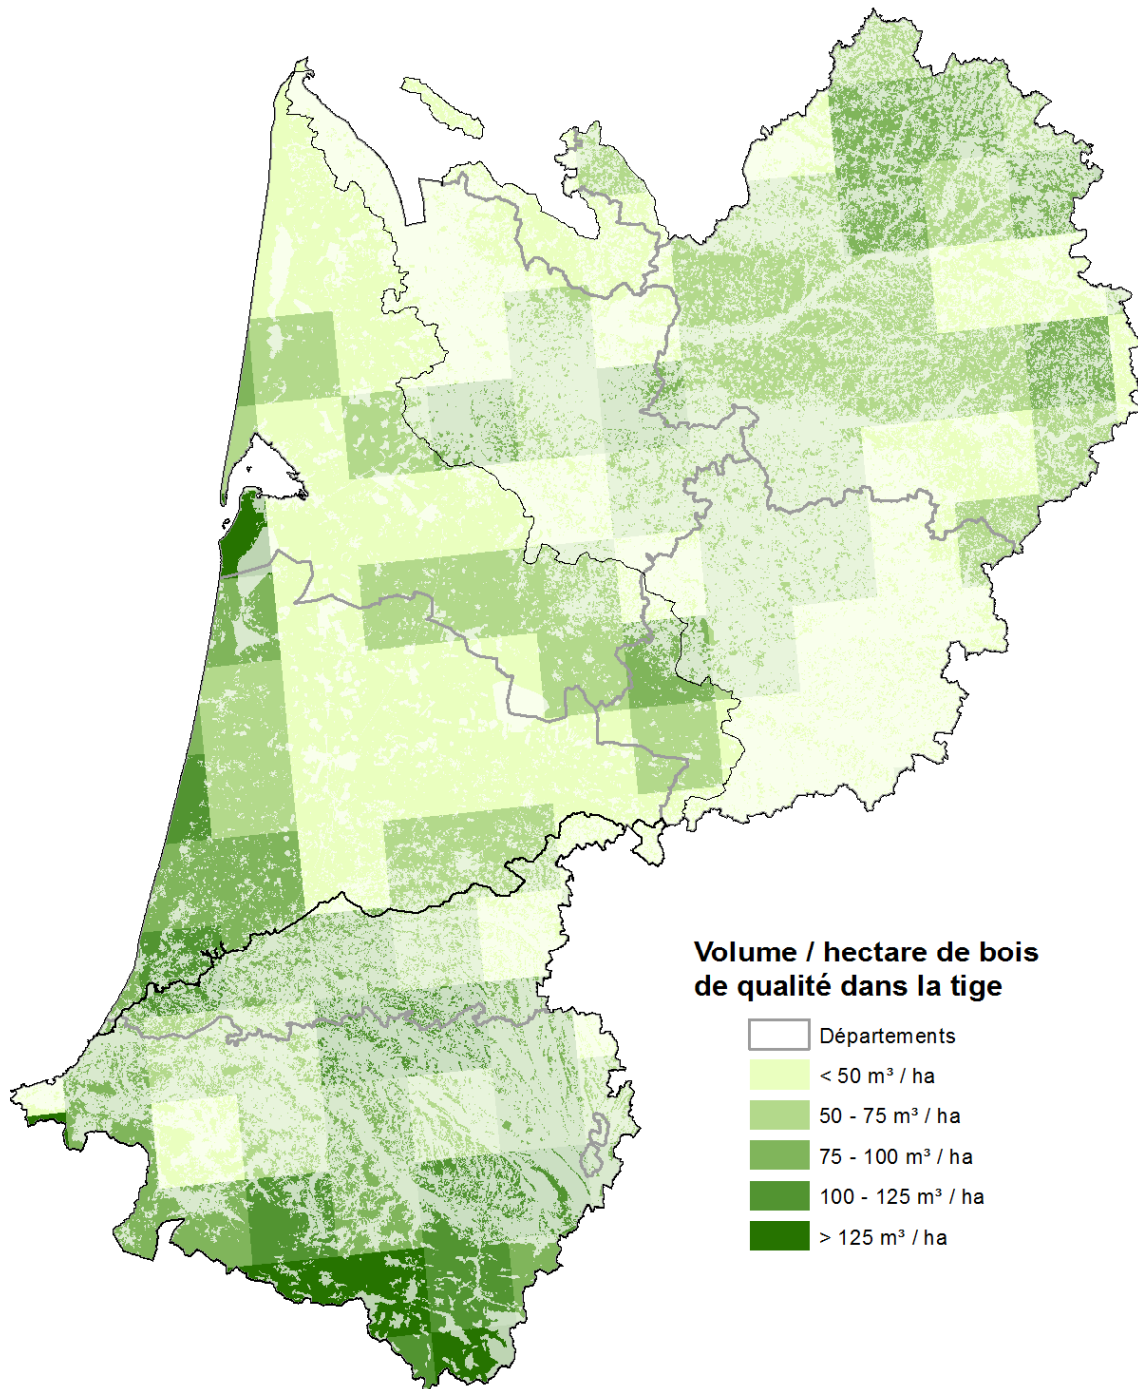 Volume / hectare de bois
de qualité dans la tige
Départements
< 50 m³ / ha
50 - 75 m³ / ha
75 - 100 m³ / ha
100 - 125 m³ / ha
> 125 m³ / ha